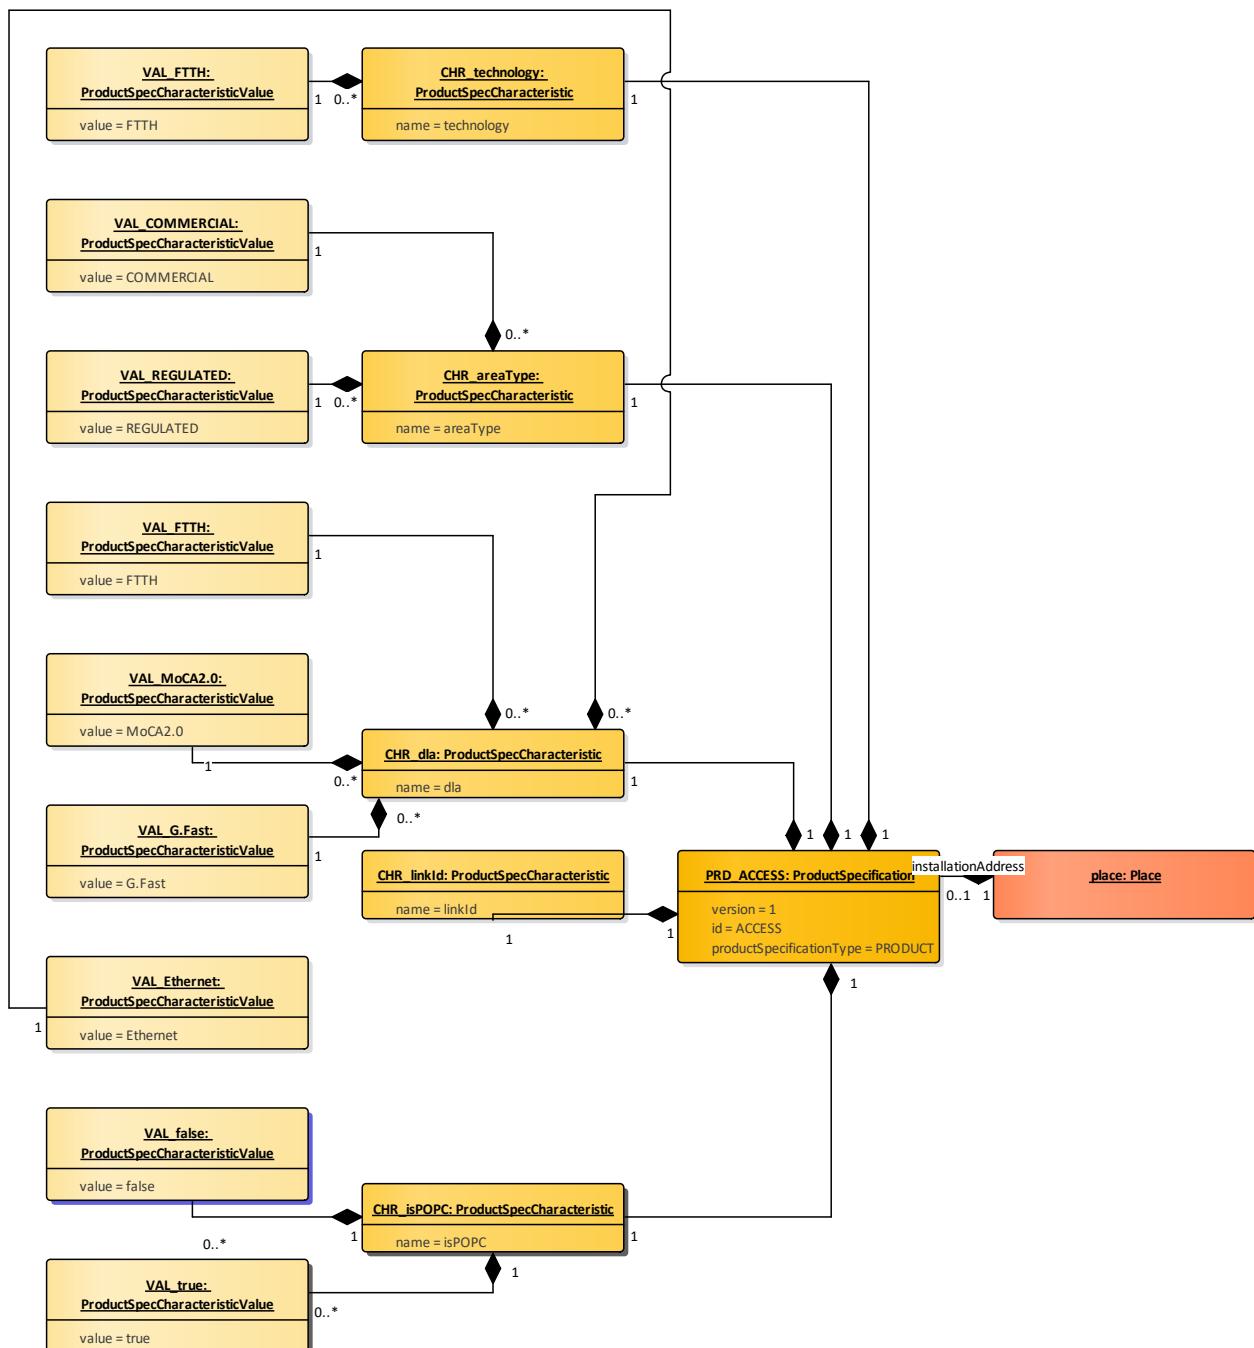 VAL_FTTH:
ProductSpecCharacteristicValue
value = FTTH
1
0..*
CHR_technology:
ProductSpecCharacteristic
name = technology
1
VAL_COMMERCIAL:
ProductSpecCharacteristicValue
value = COMMERCIAL
1
0..*
VAL_REGULATED:
ProductSpecCharacteristicValue
value = REGULATED
1
0..*
CHR_areaType:
ProductSpecCharacteristic
name = areaType
1
VAL_FTTH:
ProductSpecCharacteristicValue
value = FTTH
1
0..*
0..*
VAL_MoCA2.0:
ProductSpecCharacteristicValue
value = MoCA2.0
1
0..*
CHR_dla: ProductSpecCharacteristic
name = dla
1
VAL_G.Fast:
ProductSpecCharacteristicValue
value = G.Fast
1
0..*
1
1
1
CHR_linkId: ProductSpecCharacteristic
name = linkId
1
1
PRD_ACCESS: ProductSpecification
version = 1
id = ACCESS
productSpecificationType = PRODUCT
installationAddress
0..1
1
place: Place
VAL_Ethernet:
ProductSpecCharacteristicValue
value = Ethernet
1
1
VAL_false:
ProductSpecCharacteristicValue
value = false
0..*
1
CHR_isPOPC: ProductSpecCharacteristic
name = isPOPC
1
1
VAL_true:
ProductSpecCharacteristicValue
value = true
0..*